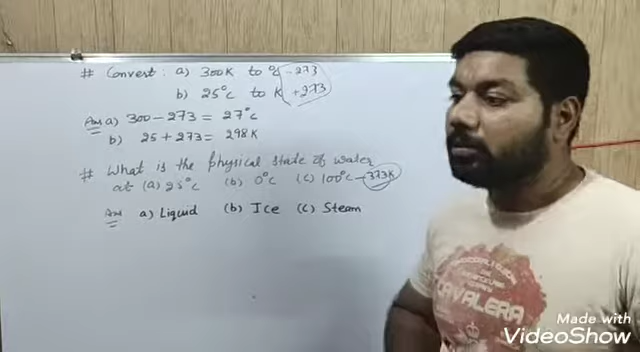 # Convert: a) 300K to °C -273
b) 25°C to K +273
Ans a) 300 - 273 = 27°C
b) 25 + 273 = 298 K
# What is the physical state of water
at (a) 25°C (b) 0°C (c) 100°C - 373K
Ans a) Liquid (b) Ice (c) Steam
CAVALERA
Made with
VideoShow